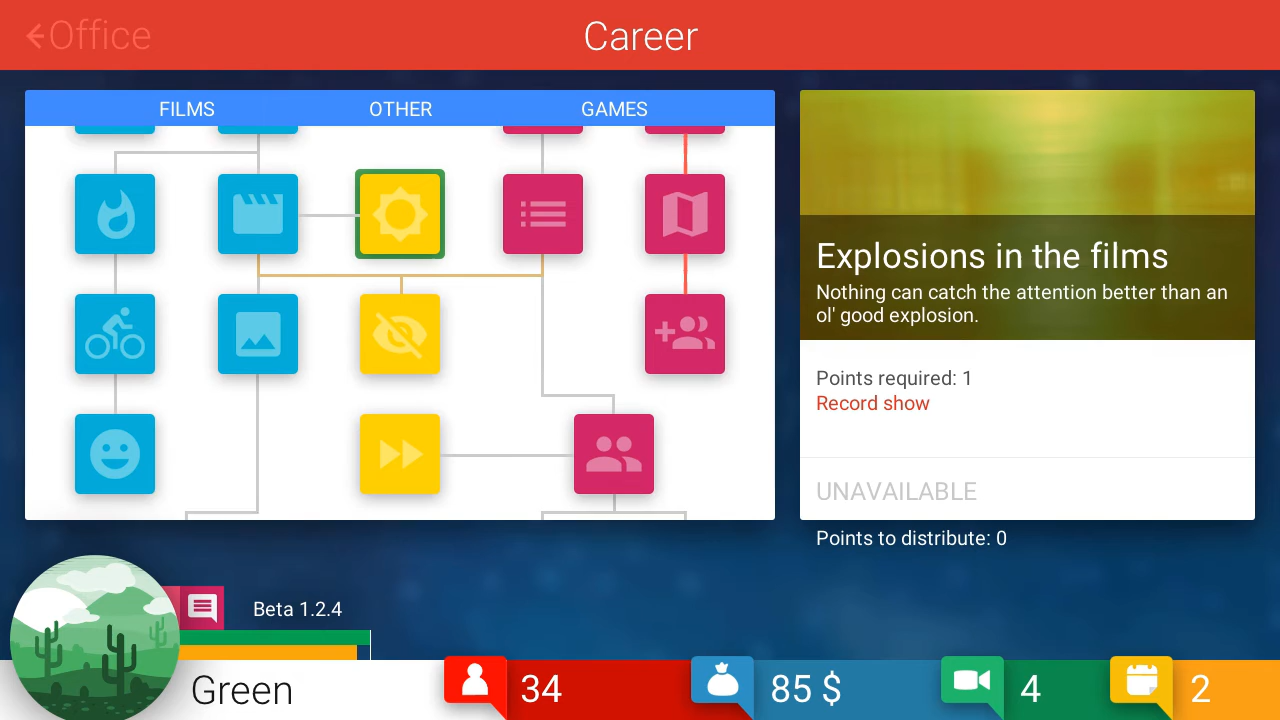 Office
Career
FILMS OTHER GAMES
Explosions in the films
Nothing can catch the attention better than an
ol' good explosion.
Points required: 1
Record show
UNAVAILABLE
Points to distribute: 0
Beta 1.2.4
Green
34
85 $
4
2